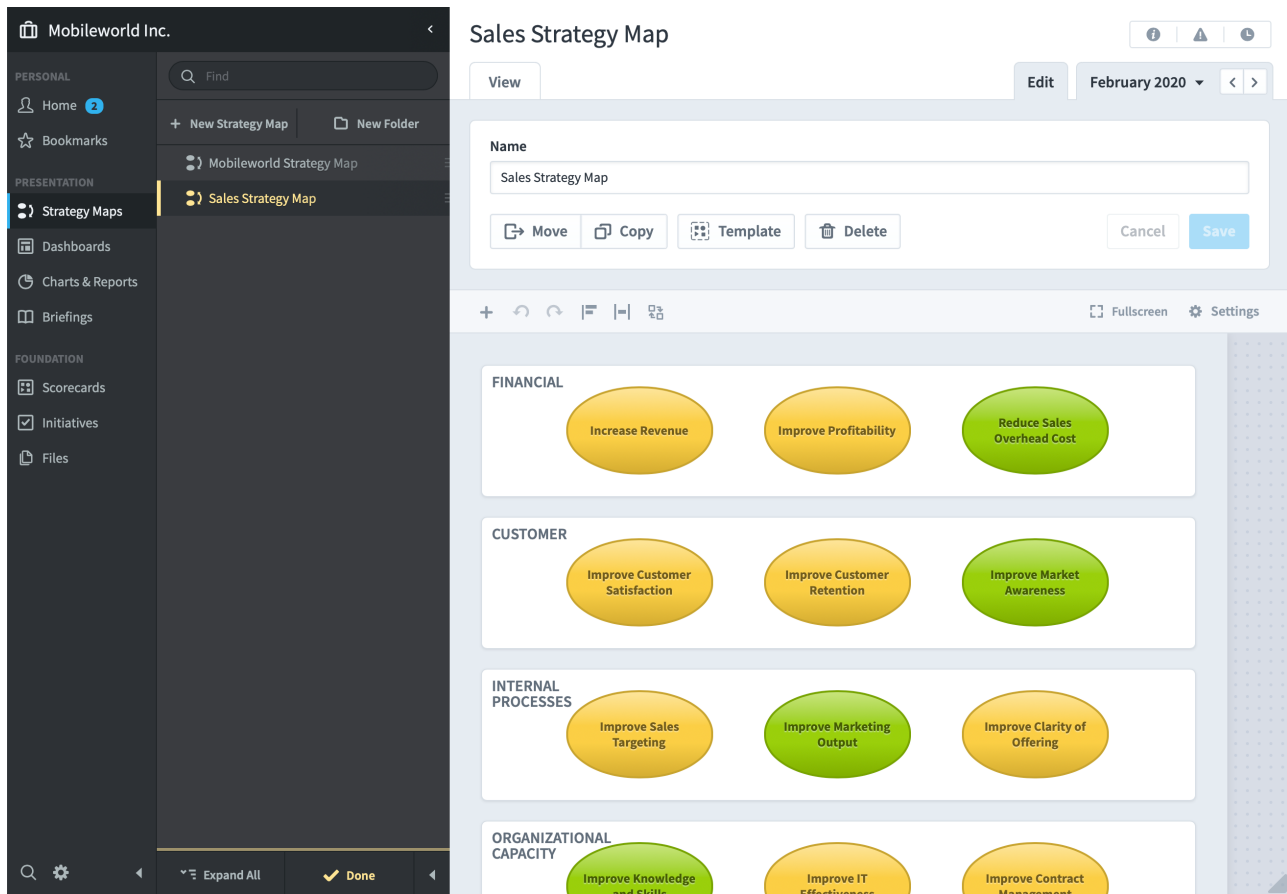 Mobileworld Inc.
PERSONAL
Home 2
Bookmarks
PRESENTATION
Strategy Maps
Dashboards
Charts & Reports
Briefings
FOUNDATION
Scorecards
Initiatives
Files
Find
New Strategy Map
New Folder
Mobileworld Strategy Map
Sales Strategy Map
Expand All
Done
Sales Strategy Map
View
Edit
February 2020
Name
Sales Strategy Map
Move
Copy
Template
Delete
Cancel
Save
Fullscreen
Settings
FINANCIAL
Increase Revenue
Improve Profitability
Reduce Sales
Overhead Cost
CUSTOMER
Improve Customer
Satisfaction
Improve Customer
Retention
Improve Market
Awareness
INTERNAL
PROCESSES
Improve Sales
Targeting
Improve Marketing
Output
Improve Clarity of
Offering
ORGANIZATIONAL
CAPACITY
Improve Knowledge
and Skills
Improve IT
Effectiveness
Improve Contract
Management